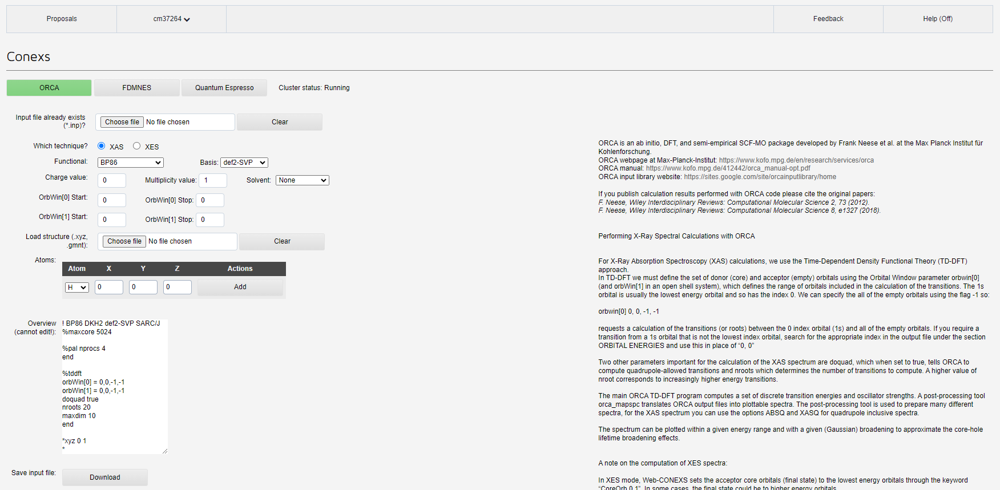 Proposals
cm37264
Feedback
Help (Off)
Conexs
ORCA
FDMNES
Quantum Espresso
Cluster status: Running
Input file already exists
(*.inp)?
Choose file No file chosen
Clear
Which technique?
XAS
XES
Functional:
BP86
Basis: def2-SVP
Charge value:
0
Multiplicity value: 1
Solvent: None
OrbWin[0] Start:
0
OrbWin[0] Stop: 0
OrbWin[1] Start:
0
OrbWin[1] Stop: 0
Load structure (.xyz,
.gmnt):
Choose file No file chosen
Clear
Atoms:
Atom X Y Z Actions
H 0 0 0 Add
Overview
(cannot edit!):
! BP86 DKH2 def2-SVP SARC/J
%maxcore 5024
%pal nprocs 4
end
%tddft
orbWin[0] = 0,0,-1,-1
orbWin[1] = 0,0,-1,-1
doquad true
nroots 20
maxdim 10
end
*xyz 0 1
*
Save input file:
Download
ORCA is an ab initio, DFT, and semi-empirical SCF-MO package developed by Frank Neese et al. at the Max Planck Institut für
Kohlenforschung.
ORCA webpage at Max-Planck-Institut: https://www.kofo.mpg.de/en/research/services/orca
ORCA manual: https://www.kofo.mpg.de/412442/orca_manual-opt.pdf
ORCA input library website: https://sites.google.com/site/orcainputlibrary/home
If you publish calculation results performed with ORCA code please cite the original papers:
F. Neese, Wiley Interdisciplinary Reviews: Computational Molecular Science 2, 73 (2012).
F. Neese, Wiley Interdisciplinary Reviews: Computational Molecular Science 8, e1327 (2018).
Performing X-Ray Spectral Calculations with ORCA
For X-Ray Absorption Spectroscopy (XAS) calculations, we use the Time-Dependent Density Functional Theory (TD-DFT)
approach.
In TD-DFT we must define the set of donor (core) and acceptor (empty) orbitals using the Orbital Window parameter orbwin[0]
(and orbWin[1] in an open shell system), which defines the range of orbitals included in the calculation of the transitions. The 1s
orbital is usually the lowest energy orbital and so has the index 0. We can specify the all of the empty orbitals using the flag -1 so:
orbwin[0] 0, 0, -1, -1
requests a calculation of the transitions (or roots) between the 0 index orbital (1s) and all of the empty orbitals. If you require a
transition from a 1s orbital that is not the lowest index orbital, search for the appropriate index in the output file under the section
ORBITAL ENERGIES and use this in place of “0, 0”
Two other parameters important for the calculation of the XAS spectrum are doquad, which when set to true, tells ORCA to
compute quadrupole-allowed transitions and nroots which determines the number of transitions to compute. A higher value of
nroot corresponds to increasingly higher energy transitions.
The main ORCA TD-DFT program computes a set of discrete transition energies and oscillator strengths. A post-processing tool
orca_mapspc translates ORCA output files into plottable spectra. The post-processing tool is used to prepare many different
spectra, for the XAS spectrum you can use the options ABSQ and XASQ for quadrupole inclusive spectra.
The spectrum can be plotted within a given energy range and with a given (Gaussian) broadening to approximate the core-hole
lifetime broadening effects.
A note on the computation of XES spectra:
In XES mode, Web-CONEXS sets the acceptor core orbitals (final state) to the lowest energy orbitals through the keyword
“CoreOrb 0,1”. In some cases, the final state could be to higher energy orbitals